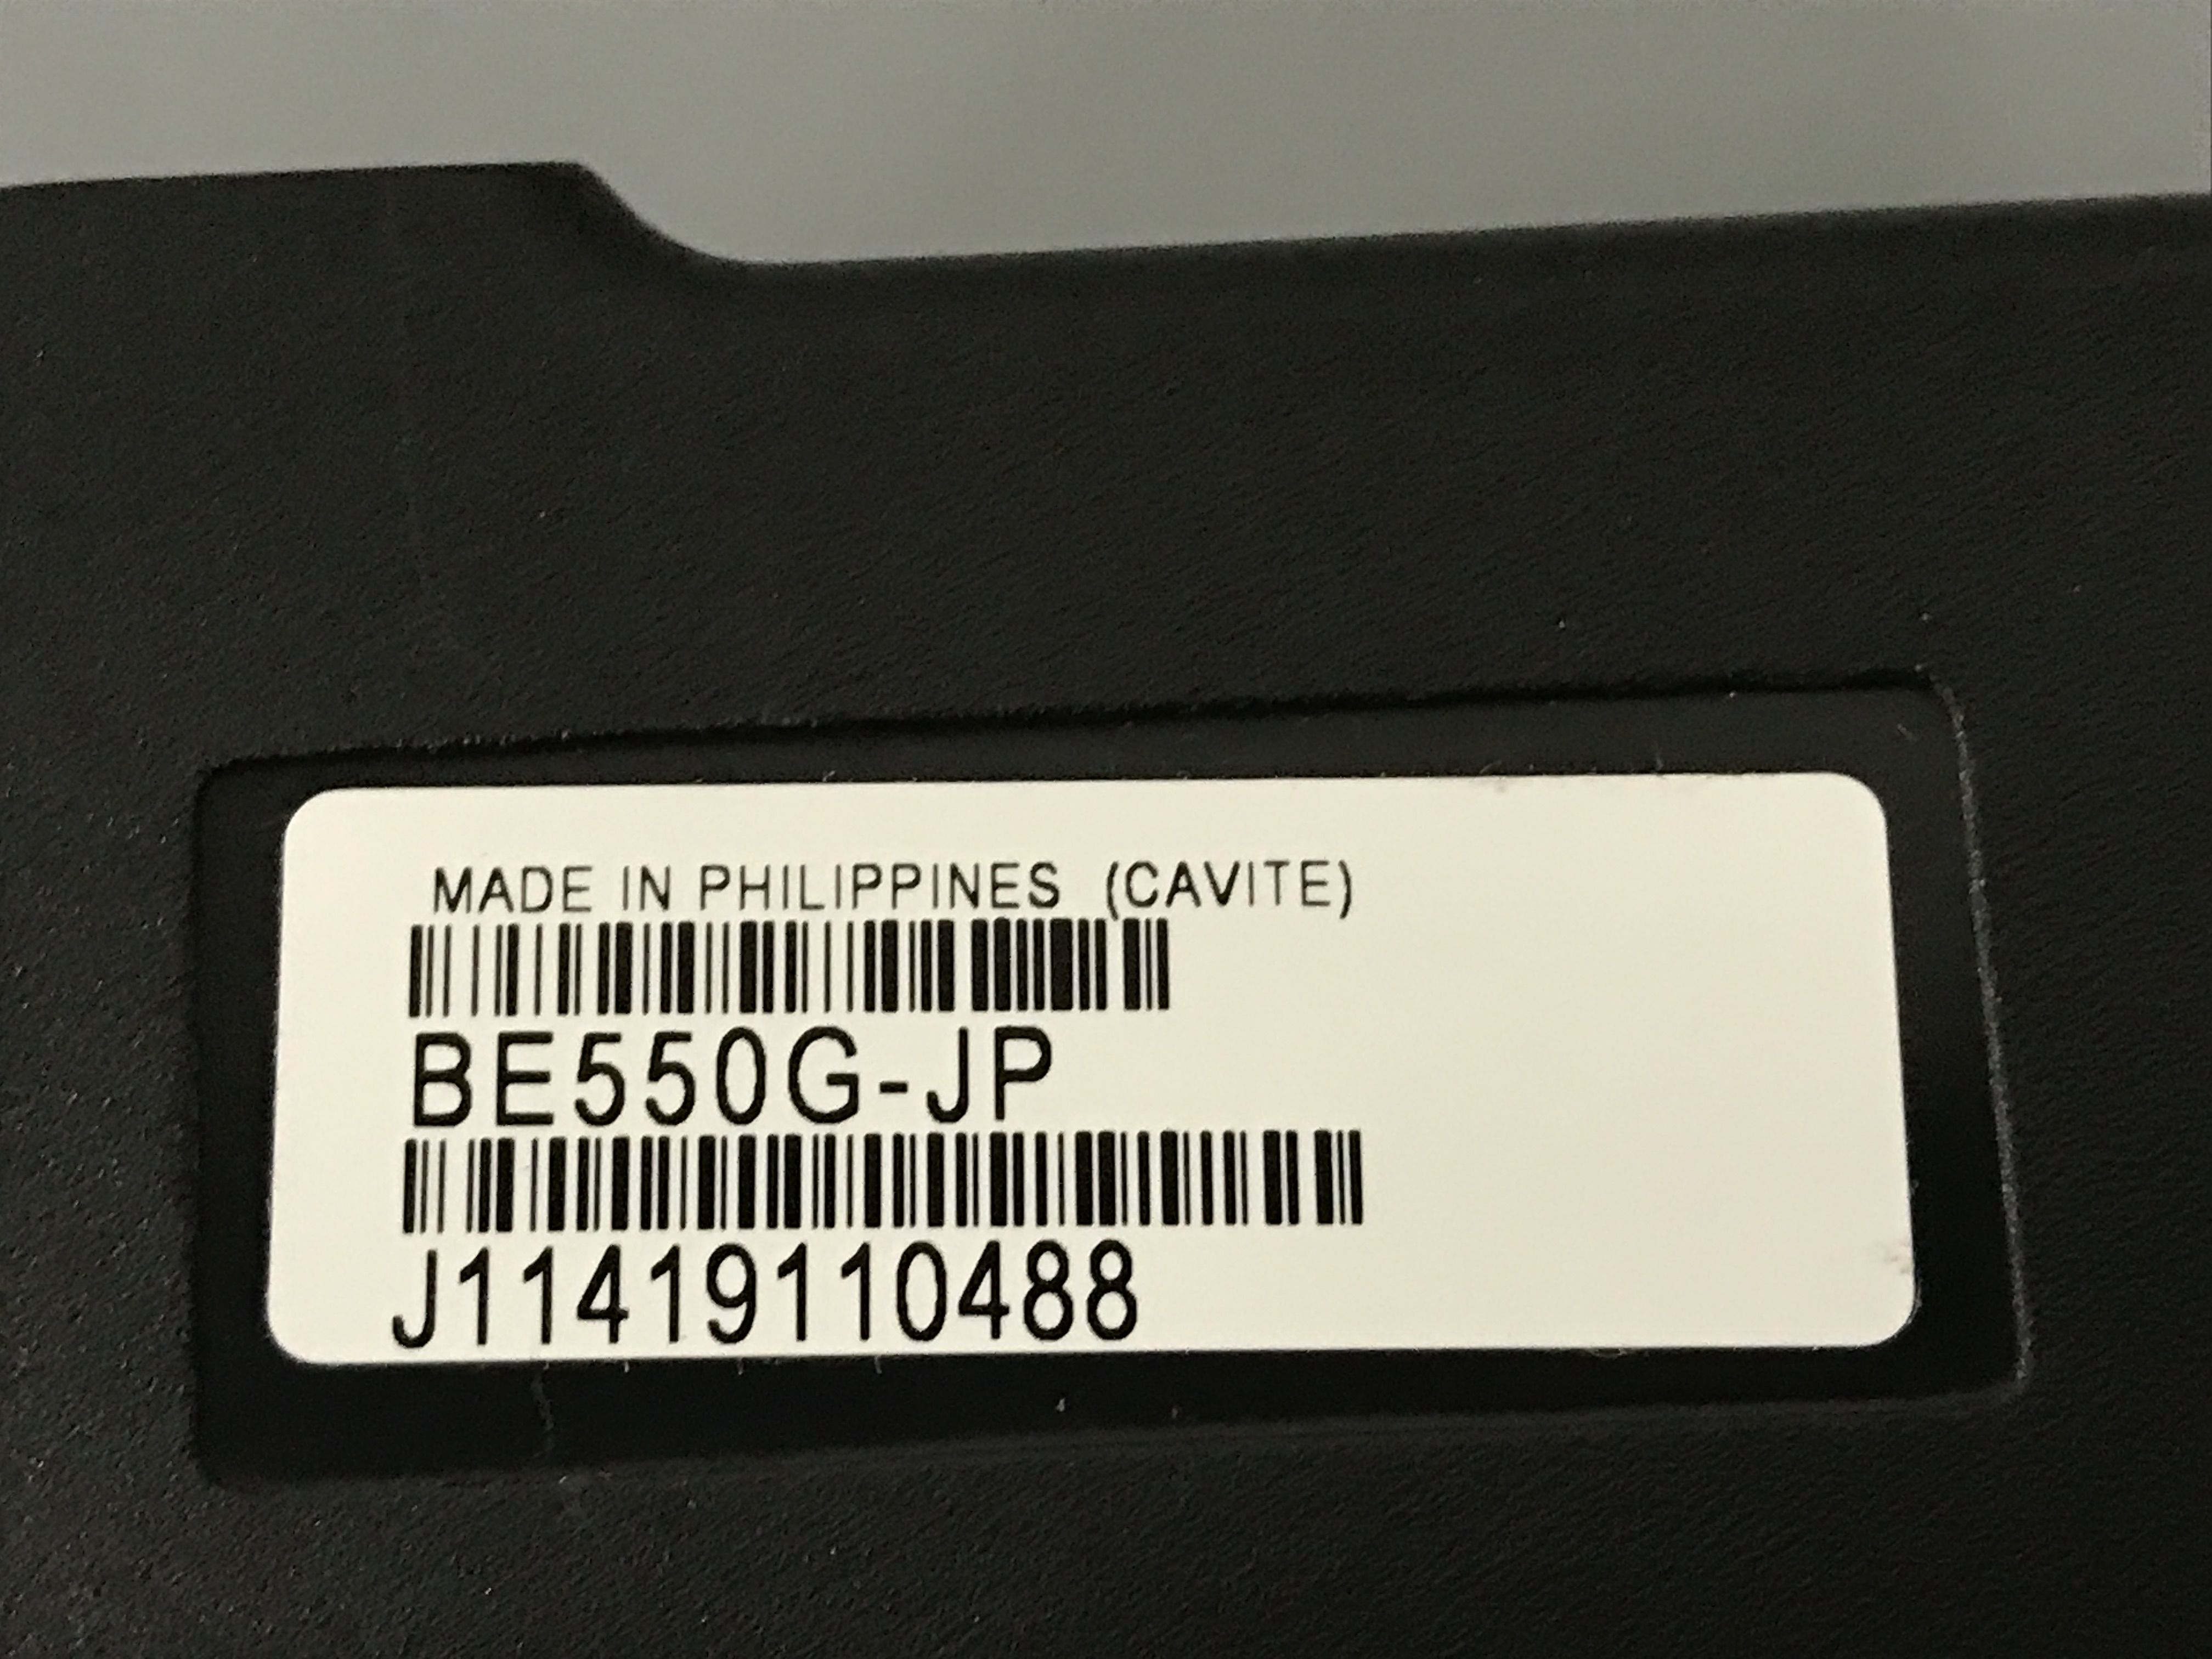 MADE IN PHILIPPINES (CAVITE)
BE550G-JP
J11419110488